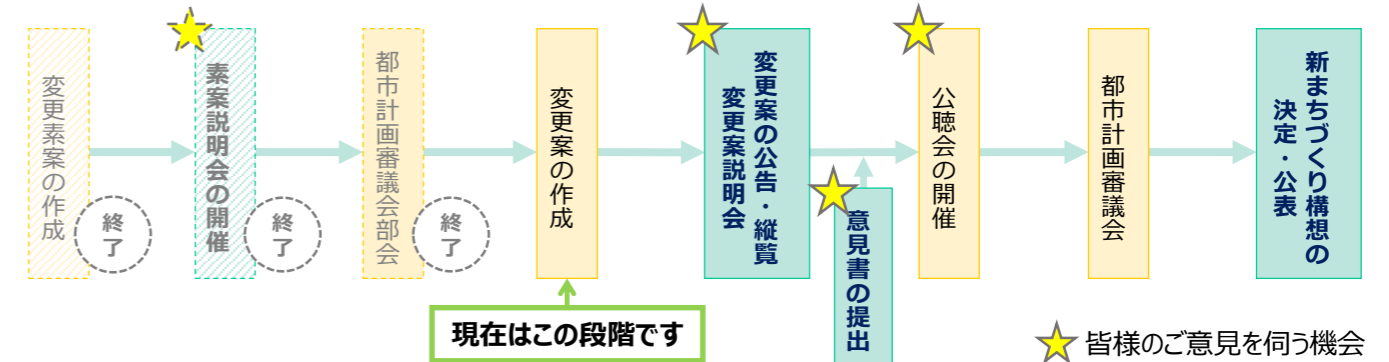 変更素案の作成
終了
素案説明会の開催
終了
都市計画審議会部会
終了
変更案の作成
現在はこの段階です
変更案の公告・縦覧
変更案説明会
意見書の提出
公聴会の開催
都市計画審議会
新まちづくり構想の
決定・公表
皆様のご意見を伺う機会